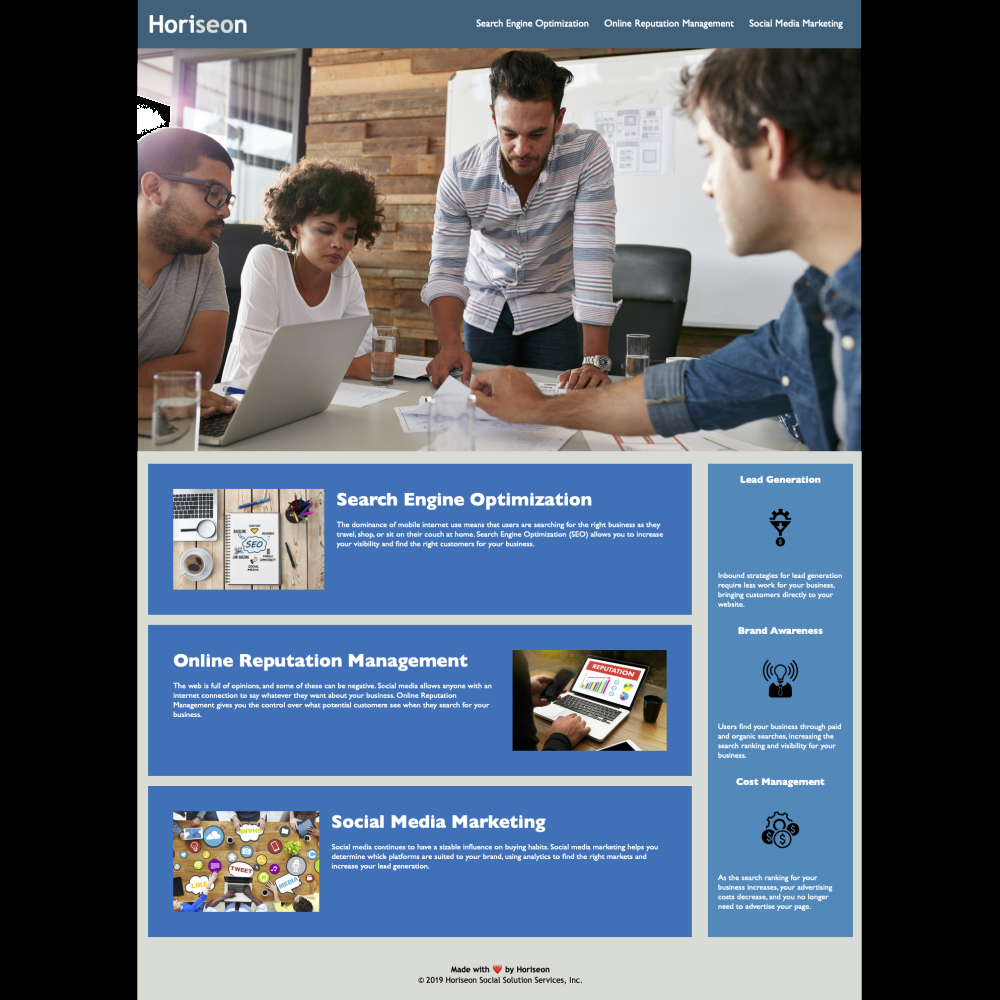 Horiseon
Search Engine Optimization
Online Reputation Management
Social Media Marketing
SEO
Search Engine Optimization
The dominance of mobile internet use means that users are searching for the right business as they
travel, shop, or sit on their couch at home. Search Engine Optimization (SEO) allows you to increase
your visibility and find the right customers for your business.
Online Reputation Management
The web is full of opinions, and some of these can be negative. Social media allows anyone with an
internet connection to say whatever they want about your business. Online Reputation
Management gives you the control over what potential customers see when they search for your
business.
REPUTATION
SHARE
TWEET
LIKE
MEDIA
Social Media Marketing
Social media continues to have a sizable influence on buying habits. Social media marketing helps you
determine which platforms are suited to your brand, using analytics to find the right markets and
increase your lead generation.
Lead Generation
Inbound strategies for lead generation
require less work for your business,
bringing customers directly to your
website.
Brand Awareness
Users find your business through paid
and organic searches, increasing the
search ranking and visibility for your
business.
Cost Management
As the search ranking for your
business increases, your advertising
costs decrease, and you no longer
need to advertise your page.
Made with ❤️ by Horiseon
© 2019 Horiseon Social Solution Services, Inc.